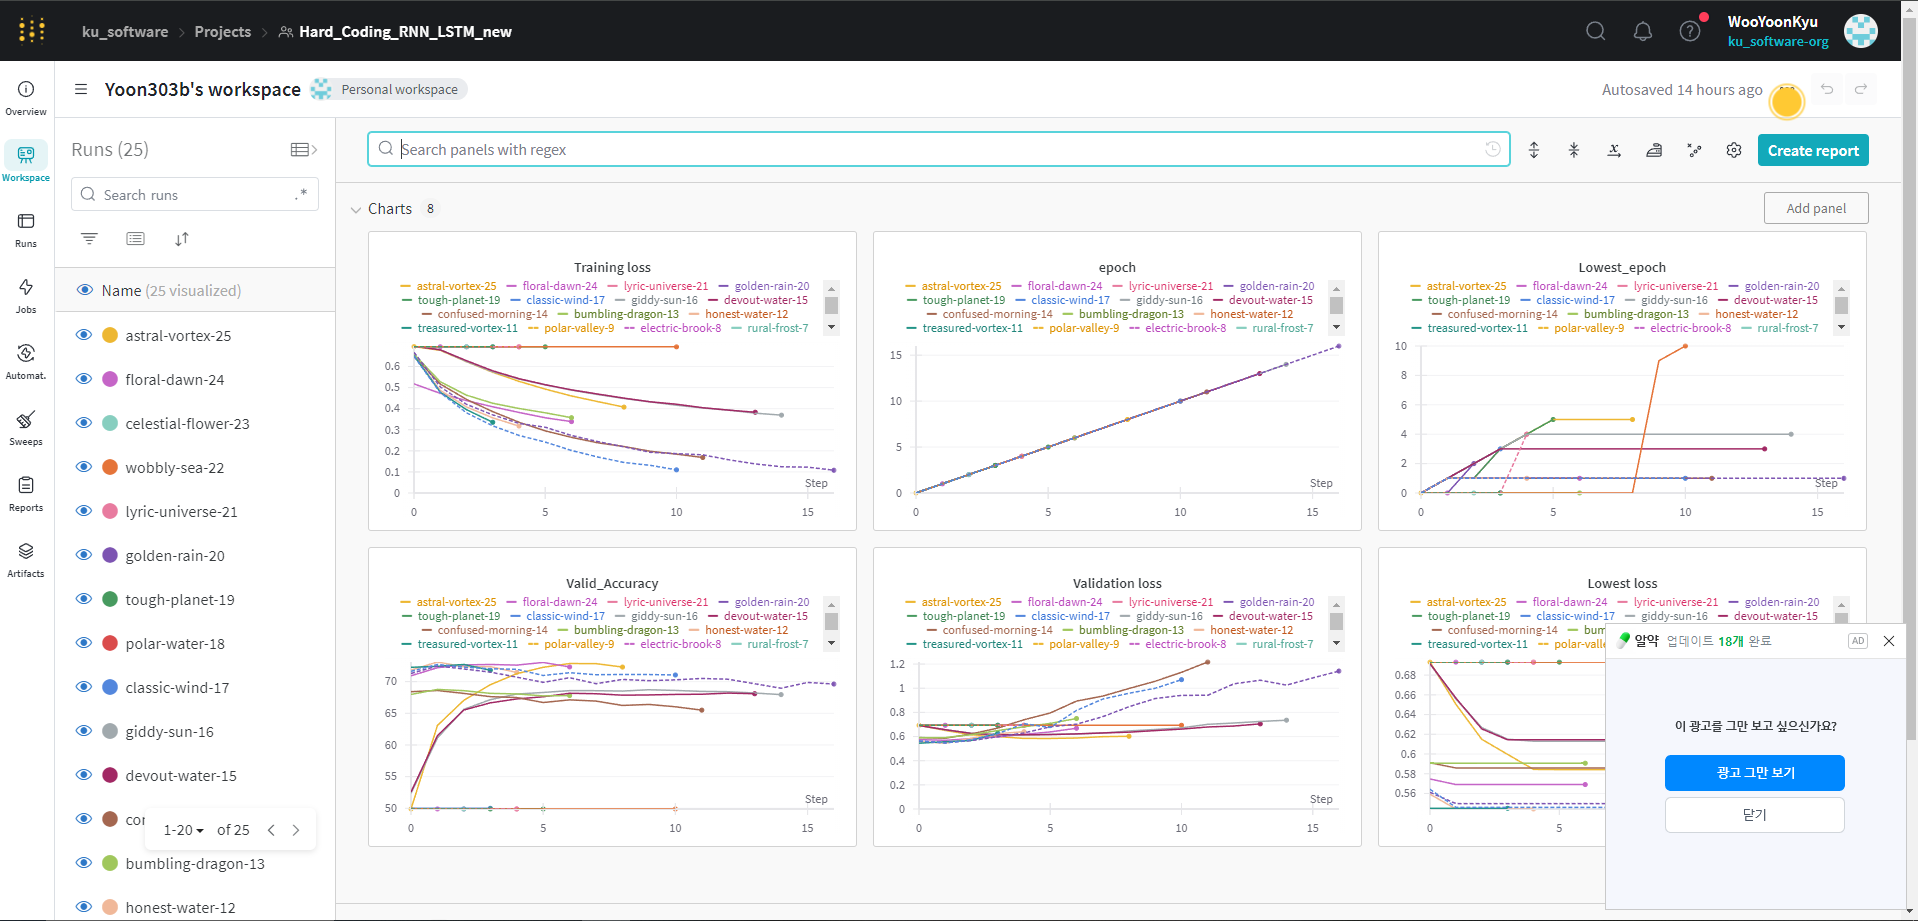 ku_software > Projects > Hard_Coding_RNN_LSTM_new
WooYoonKyu
ku_software-org
Overview
Workspace
Runs
Jobs
Automat.
Sweeps
Reports
Artifacts
Yoon303b's workspace Personal workspace
Autosaved 14 hours ago
Runs (25)
Search runs .*
Name (25 visualized)
astral-vortex-25
floral-dawn-24
celestial-flower-23
wobbly-sea-22
lyric-universe-21
golden-rain-20
tough-planet-19
polar-water-18
classic-wind-17
giddy-sun-16
devout-water-15
cor
1-20 of 25
bumbling-dragon-13
honest-water-12
Search panels with regex
Create report
Charts 8
Add panel
Training loss
astral-vortex-25 floral-dawn-24 lyric-universe-21 golden-rain-20
tough-planet-19 classic-wind-17 giddy-sun-16 devout-water-15
confused-morning-14 bumbling-dragon-13 honest-water-12
treasured-vortex-11 polar-valley-9 electric-brook-8 rural-frost-7
0.6
0.5
0.4
0.3
0.2
0.1
0
Step
0 5 10 15
epoch
astral-vortex-25 floral-dawn-24 lyric-universe-21 golden-rain-20
tough-planet-19 classic-wind-17 giddy-sun-16 devout-water-15
confused-morning-14 bumbling-dragon-13 honest-water-12
treasured-vortex-11 polar-valley-9 electric-brook-8 rural-frost-7
15
10
5
0
Step
0 5 10 15
Lowest_epoch
astral-vortex-25 floral-dawn-24 lyric-universe-21 golden-rain-20
tough-planet-19 classic-wind-17 giddy-sun-16 devout-water-15
confused-morning-14 bumbling-dragon-13 honest-water-12
treasured-vortex-11 polar-valley-9 electric-brook-8 rural-frost-7
10
8
6
4
2
0
Step
0 5 10 15
Valid_Accuracy
astral-vortex-25 floral-dawn-24 lyric-universe-21 golden-rain-20
tough-planet-19 classic-wind-17 giddy-sun-16 devout-water-15
confused-morning-14 bumbling-dragon-13 honest-water-12
treasured-vortex-11 polar-valley-9 electric-brook-8 rural-frost-7
70
65
60
55
50
Step
0 5 10 15
Validation loss
astral-vortex-25 floral-dawn-24 lyric-universe-21 golden-rain-20
tough-planet-19 classic-wind-17 giddy-sun-16 devout-water-15
confused-morning-14 bumbling-dragon-13 honest-water-12
treasured-vortex-11 polar-valley-9 electric-brook-8 rural-frost-7
1.2
1
0.8
0.6
0.4
0.2
0
Step
0 5 10 15
Lowest loss
astral-vortex-25 floral-dawn-24 lyric-universe-21 golden-rain-20
tough-planet-19 classic-wind-17 giddy-sun-16 devout-water-15
confused-morning-14
treasured-vortex-11 polar-valle
0.68
0.66
0.64
0.62
0.6
0.58
0.56
0 5
알약 업데이트 18개 완료 AD
이 광고를 그만 보고 싶으신가요?
광고 그만 보기
닫기